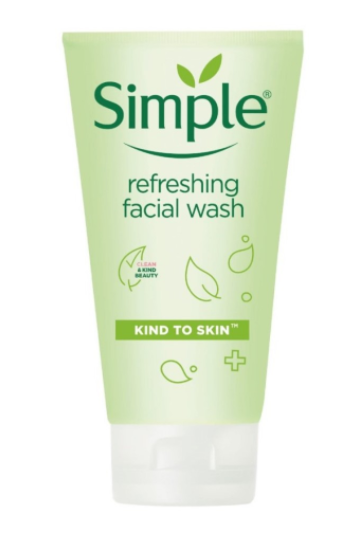 Simple®
refreshing
facial wash
CLEAN
& KIND
BEAUTY
KIND TO SKIN™